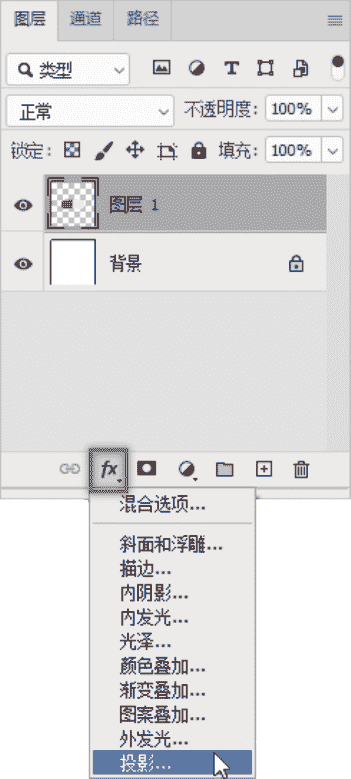 图层 通道 路径
类型 T
正常 不透明度: 100%
锁定: 填充: 100%
图层 1
背景
fx
混合选项...
斜面和浮雕...
描边...
内阴影...
内发光...
光泽...
颜色叠加...
渐变叠加...
图案叠加...
外发光...
投影...